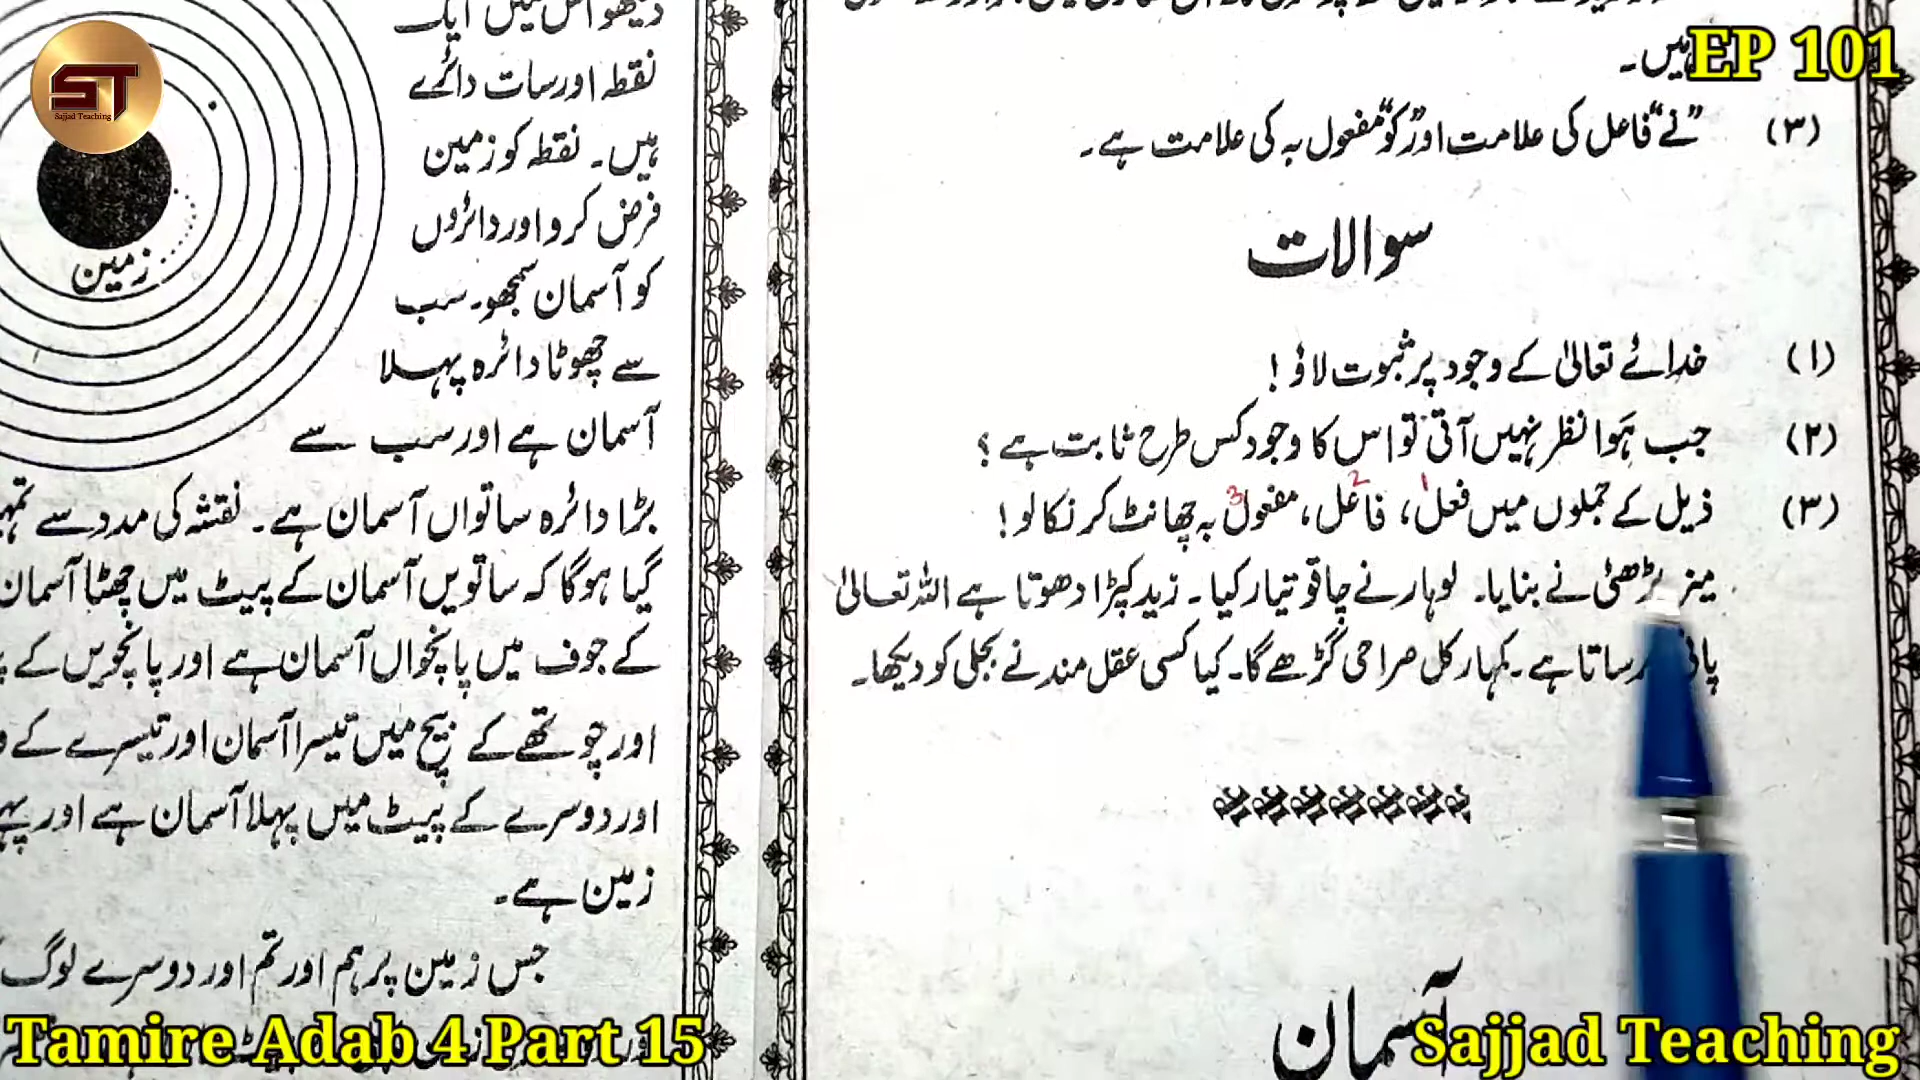 EP 101
ہیں۔
(۳) ”نے“ فاعل کی علامت اور ”کو“ مفعول بہ کی علامت ہے۔
سوالات
(۱) خدائے تعالیٰ کے وجود پر ثبوت لاؤ!
(۲) جب ہَوا نظر نہیں آتی تو اس کا وجود کس طرح ثابت ہے؟
1 2 3
(۳) ذیل کے جملوں میں فعل، فاعل، مفعول بہ چھانٹ کر نکالو!
میز بڑھئی نے بنایا۔ لوہار نے چاقو تیار کیا۔ زید کپڑا دھوتا ہے اللہ تعالیٰ
پانی برساتا ہے۔ کمہار کل صراحی گڑھے گا۔ کیا کسی عقل مند نے بجلی کو دیکھا۔
آسمان
ST
Sajjad Teaching
زمین
نقطہ اور سات دائرے
ہیں۔ نقطہ کو زمین
فرض کرو اور دائروں
کو آسمان سمجھو۔ سب
سے چھوٹا دائرہ پہلا
آسمان ہے اور سب سے
بڑا دائرہ ساتواں آسمان ہے۔ نقشہ کی مدد سے
گیا ہوگا کہ ساتویں آسمان کے پیٹ میں چھٹا آسمان
کے جوف میں پانچواں آسمان ہے اور پانچویں کے
اور چوتھے کے بیچ میں تیسرا آسمان اور تیسرے کے
اور دوسرے کے پیٹ میں پہلا آسمان ہے اور
زمین ہے۔
جس زمین پر ہم اور تم اور دوسرے لوگ
Tamire Adab 4 Part 15
Sajjad Teaching